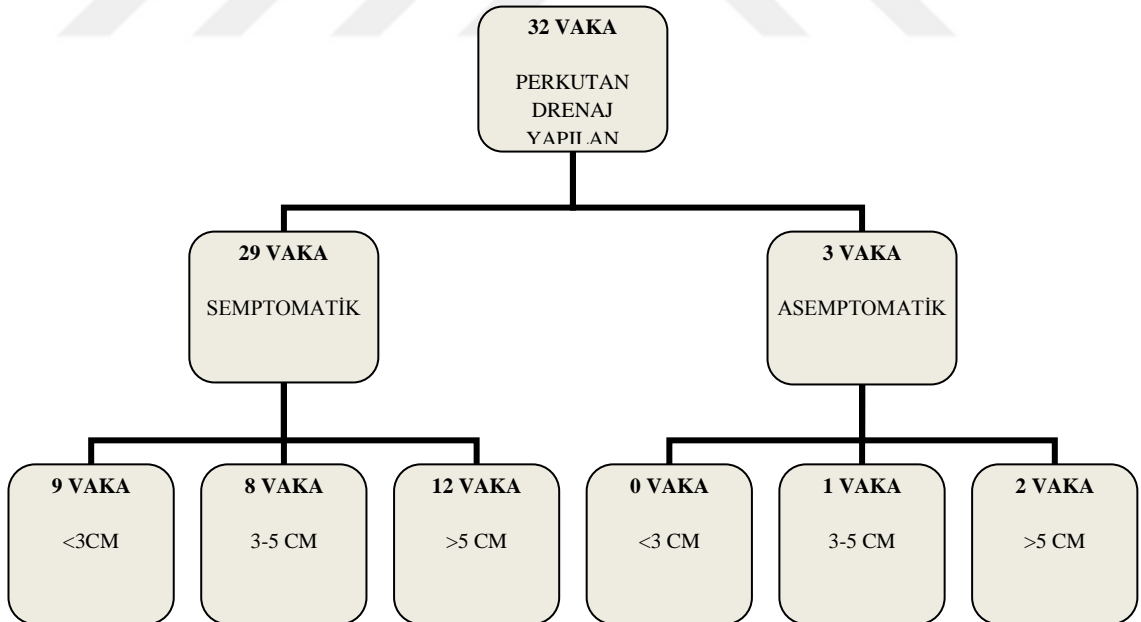 32 VAKA
PERKUTAN
DRENAJ
YAPILAN
29 VAKA
SEMPTOMATİK
3 VAKA
ASEMPTOMATİK
9 VAKA
<3CM
8 VAKA
3-5 CM
12 VAKA
>5 CM
0 VAKA
<3 CM
1 VAKA
3-5 CM
2 VAKA
>5 CM